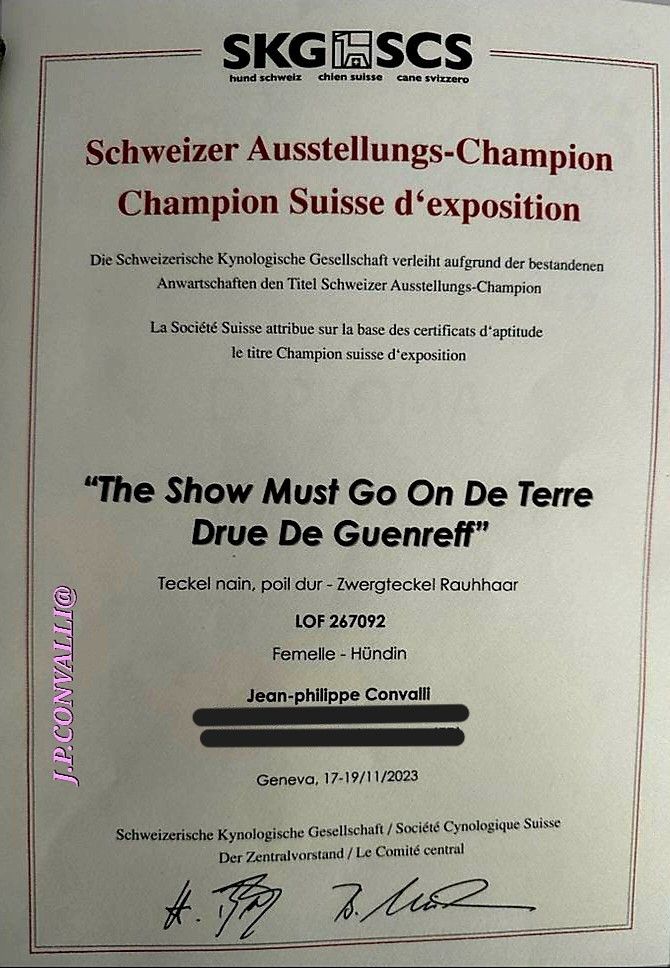 SKG SCS
hund schweiz chien suisse cane svizzero
Schweizer Ausstellungs-Champion
Champion Suisse d‘exposition
Die Schweizerische Kynologische Gesellschaft verleiht aufgrund der bestandenen
Anwartschaften den Titel Schweizer Ausstellungs-Champion
La Société Suisse attribue sur la base des certificats d‘aptitude
le titre Champion suisse d‘exposition
“The Show Must Go On De Terre
Drue De Guenreff”
Teckel nain, poil dur - Zwergteckel Rauhhaar
LOF 267092
Femelle - Hündin
Jean-philippe Convalli
Geneva, 17-19/11/2023
Schweizerische Kynologische Gesellschaft / Société Cynologique Suisse
Der Zentralvorstand / Le Comité central
J.P.CONVALLI@